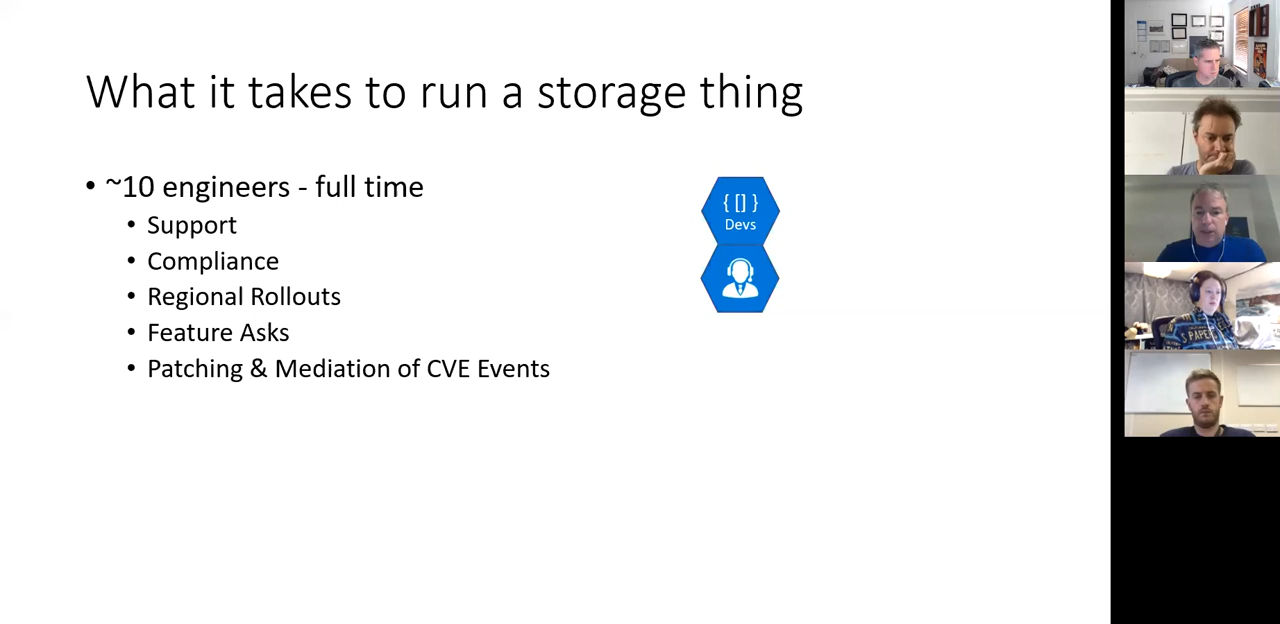 What it takes to run a storage thing
• ~10 engineers - full time
• Support
• Compliance
• Regional Rollouts
• Feature Asks
• Patching & Mediation of CVE Events
{ [] }
Devs
S PAPE